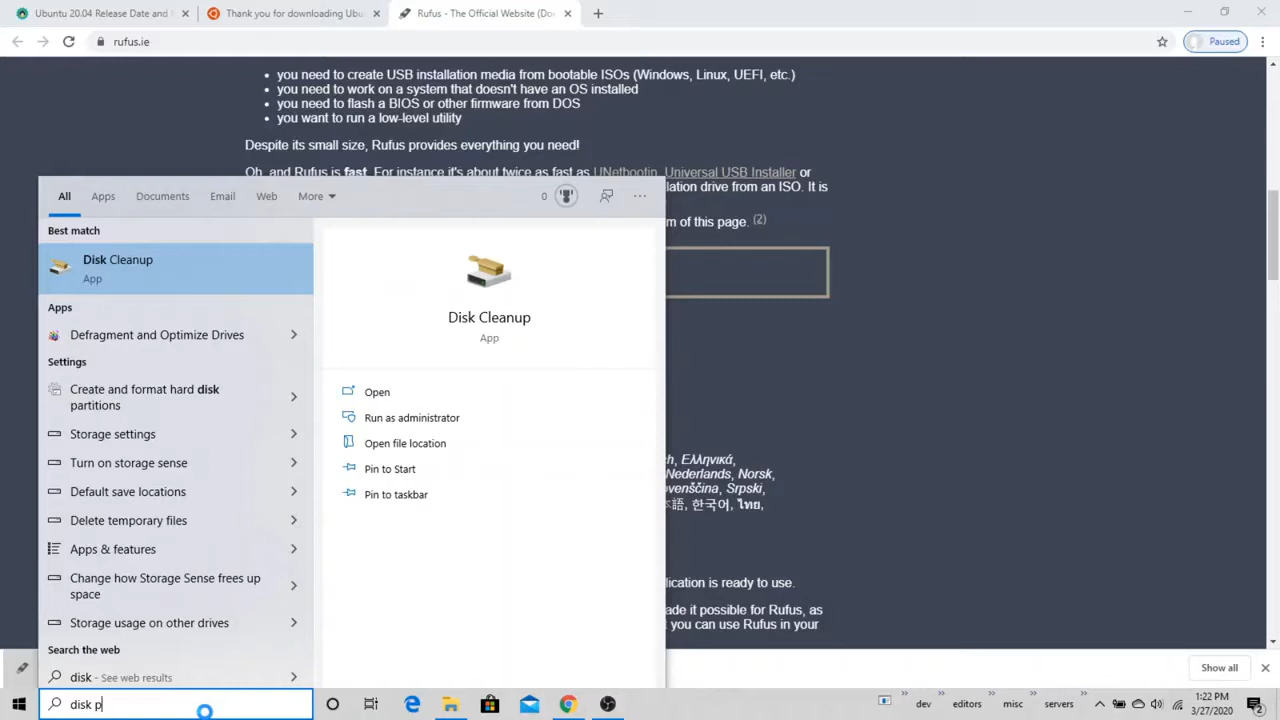 Ubuntu 20.04 Release Date and
Thank you for downloading Ubu
Rufus - The Official Website (Do
rufus.ie
Paused
you need to create USB installation media from bootable ISOs (Windows, Linux, UEFI, etc.)
you need to work on a system that doesn't have an OS installed
you need to flash a BIOS or other firmware from DOS
you want to run a low-level utility
Despite its small size, Rufus provides everything you need!
Oh, and Rufus is fast. For instance it's about twice as fast as UNetbootin, Universal USB Installer or
lation drive from an ISO. It is
m of this page. (2)
All Apps Documents Email Web More 0
Best match
Disk Cleanup
App
Apps
Defragment and Optimize Drives
Settings
Create and format hard disk
partitions
Storage settings
Turn on storage sense
Default save locations
Delete temporary files
Apps & features
Change how Storage Sense frees up
space
Storage usage on other drives
Search the web
disk - See web results
disk p
Disk Cleanup
App
Open
Run as administrator
Open file location
Pin to Start
Pin to taskbar
h, Ελληνικά,
Nederlands, Norsk,
ovenščina, Srpski,
語, 한국어, ไทย,
lication is ready to use.
ade it possible for Rufus, as
t you can use Rufus in your
Show all
dev editors misc servers
1:22 PM
3/27/2020
2